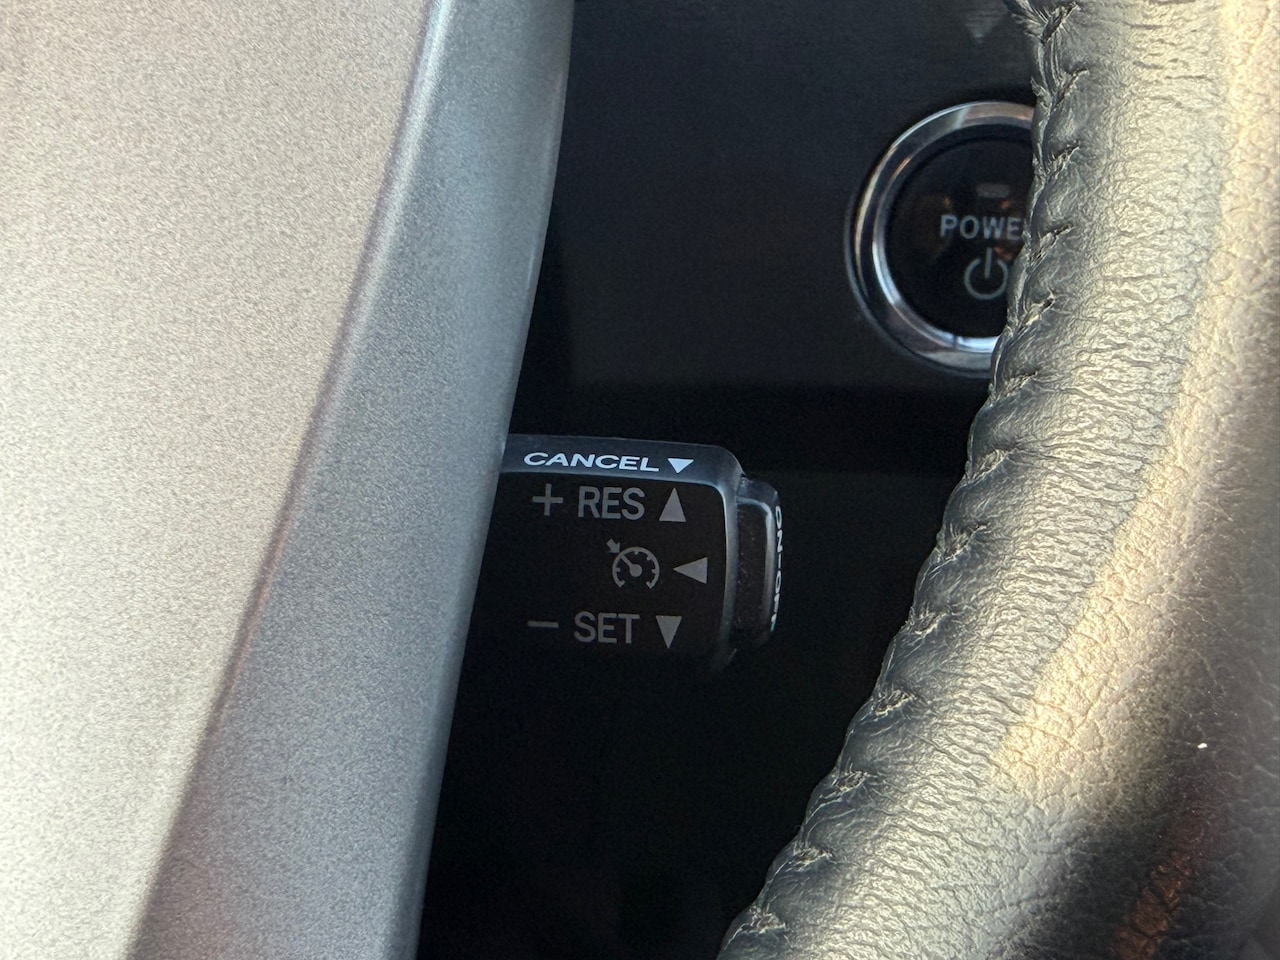 POWE
CANCEL ▼
+ RES ▲
◀
− SET ▼
ON-OFF